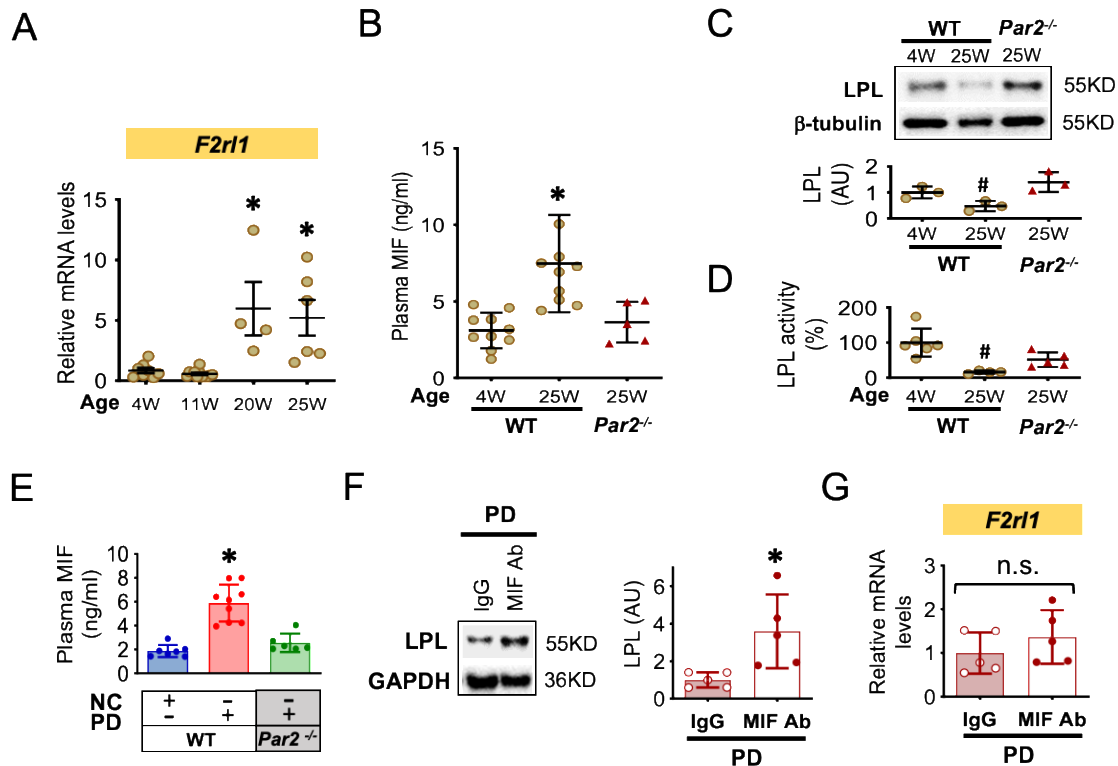 A
F2rl1
Relative mRNA levels
15
10
5
0
*
*
Age 4W 11W 20W 25W
B
Plasma MIF (ng/ml)
15
10
5
0
*
Age 4W 25W 25W
WT Par2-/-
C
WT Par2-/-
4W 25W 25W
LPL 55KD
β-tubulin 55KD
LPL
(AU)
2
1
0
#
4W 25W 25W
WT Par2-/-
D
LPL activity
(%)
200
100
0
#
Age 4W 25W 25W
WT Par2-/-
E
Plasma MIF
(ng/ml)
10
8
6
4
2
0
*
NC + – –
PD – + +
WT Par2 -/-
F
PD
IgG MIF Ab
LPL 55KD
GAPDH 36KD
LPL (AU)
8
6
4
2
0
*
IgG MIF Ab
PD
G
F2rl1
Relative mRNA
levels
3
2
1
0
n.s.
IgG MIF Ab
PD